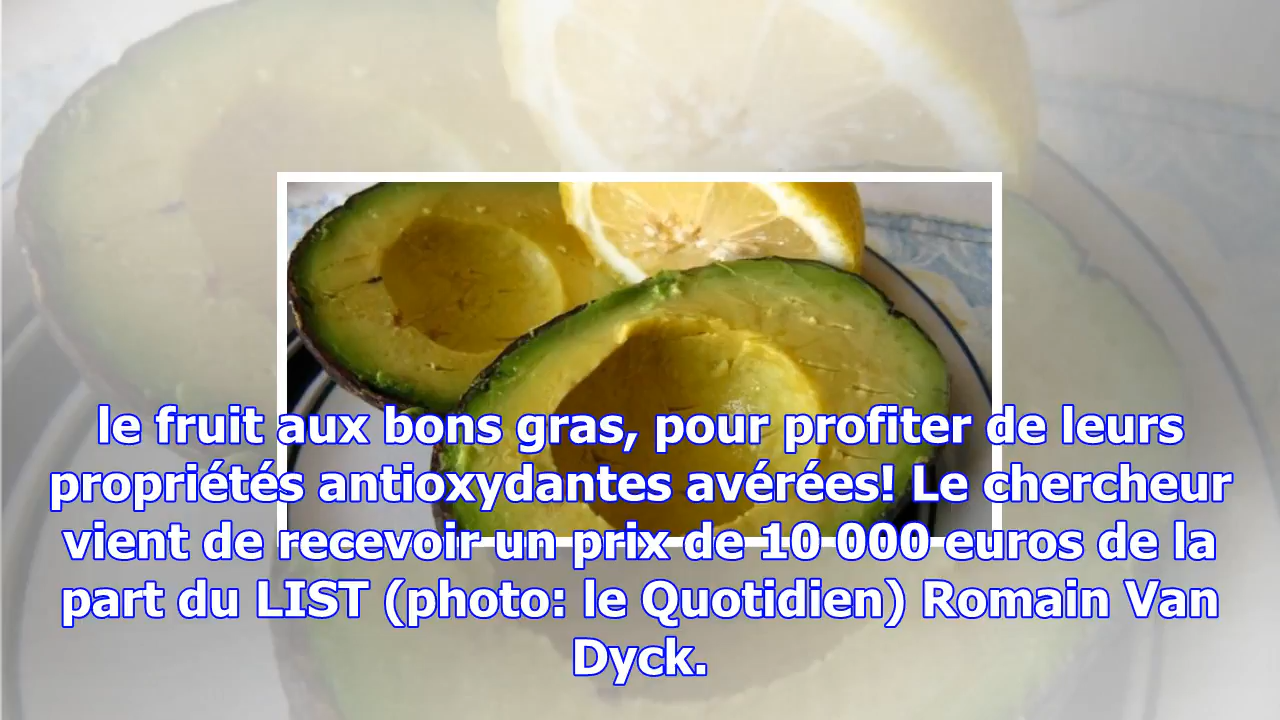 le fruit aux bons gras, pour profiter de leurs
propriétés antioxydantes avérées! Le chercheur
vient de recevoir un prix de 10 000 euros de la
part du LIST (photo: le Quotidien) Romain Van
Dyck.